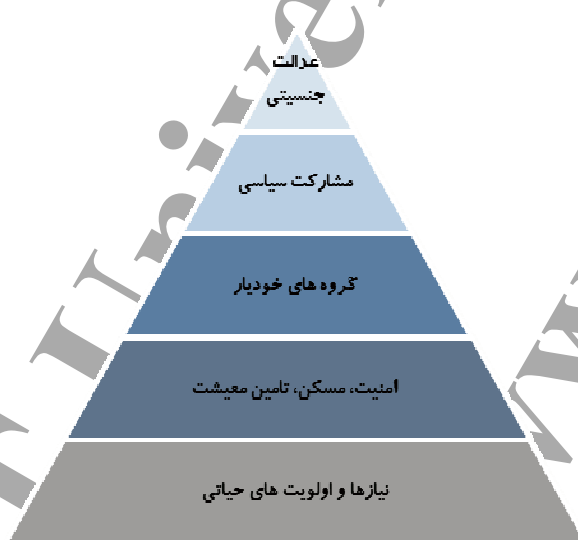 عدالت
جنسیتی
مشارکت سیاسی
گروه های خودیار
امنیت، مسکن، تامین معیشت
نیازها و اولویت های حیاتی